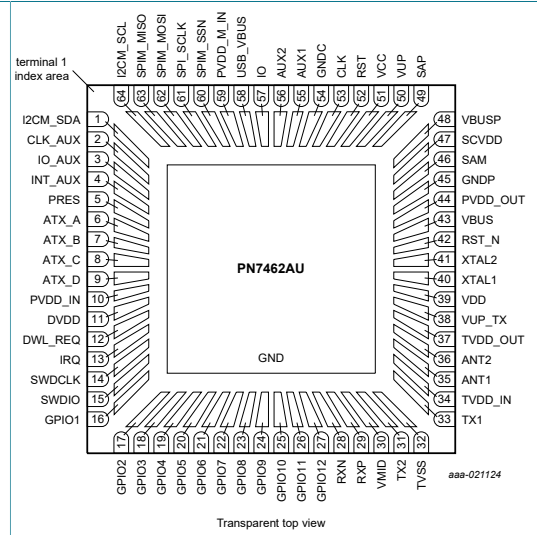 terminal 1
index area
I2CM_SCL
SPIM_MISO
SPIM_MOSI
SPI_SCLK
SPIM_SSN
PVDD_M_IN
USB_VBUS
IO
AUX2
AUX1
GNDC
CLK
RST
VCC
VUP
SAP
64
63
62
61
60
59
58
57
56
55
54
53
52
51
50
49
I2CM_SDA 1
CLK_AUX 2
IO_AUX 3
INT_AUX 4
PRES 5
ATX_A 6
ATX_B 7
ATX_C 8
ATX_D 9
PVDD_IN 10
DVDD 11
DWL_REQ 12
IRQ 13
SWDCLK 14
SWDIO 15
GPIO1 16
PN7462AU
GND
48 VBUSP
47 SCVDD
46 SAM
45 GNDP
44 PVDD_OUT
43 VBUS
42 RST_N
41 XTAL2
40 XTAL1
39 VDD
38 VUP_TX
37 TVDD_OUT
36 ANT2
35 ANT1
34 TVDD_IN
33 TX1
17
18
19
20
21
22
23
24
25
26
27
28
29
30
31
32
GPIO2
GPIO3
GPIO4
GPIO5
GPIO6
GPIO7
GPIO8
GPIO9
GPIO10
GPIO11
GPIO12
RXN
RXP
VMID
TX2
TVSS
aaa-021124
Transparent top view